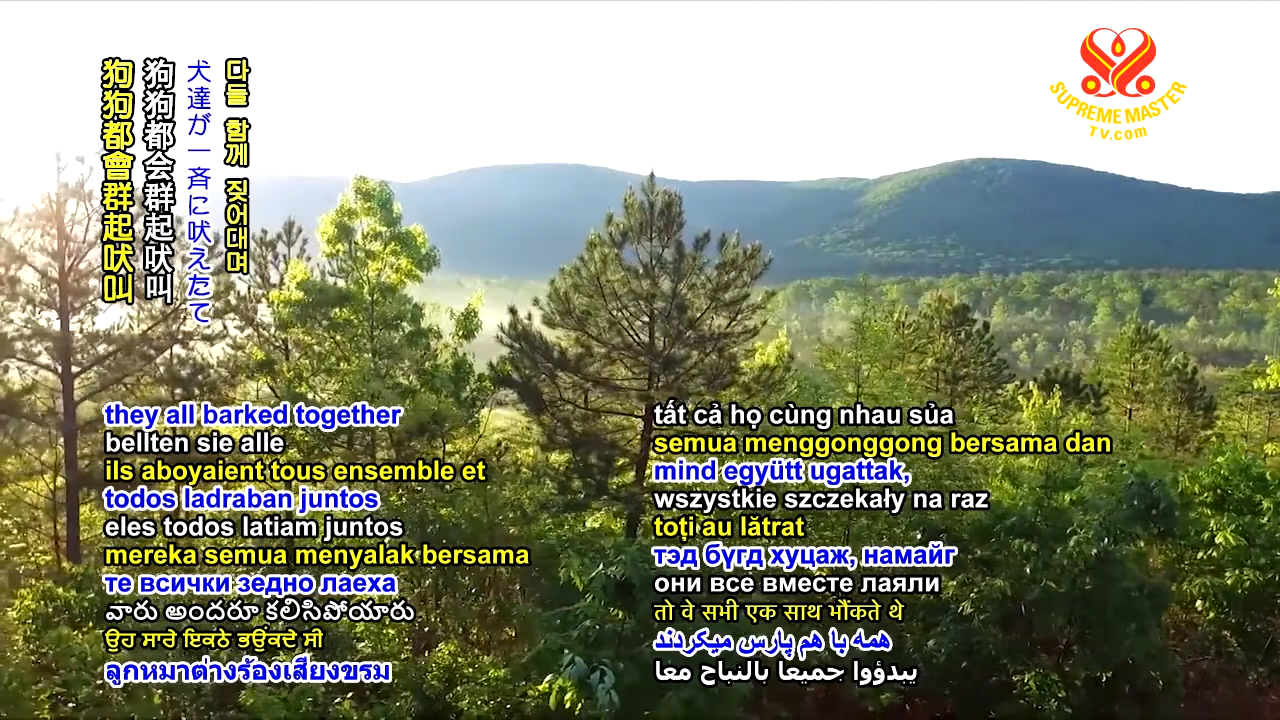 狗狗都會群起吠叫
狗狗都会群起吠叫
犬達が一斉に吠えたて
다들 함께 짖어대며
SUPREME MASTER
TV.com
they all barked together
bellten sie alle
ils aboyaient tous ensemble et
todos ladraban juntos
eles todos latiam juntos
mereka semua menyalak bersama
те всички зедно лаеха
వారు అందరూ కలిసిపోయారు
ਉਹ ਸਾਰੇ ਇਕਠੇ ਭਉਂਕਦੇ ਸੀ
ลูกหมาต่างร้องเสียงขรม
tất cả họ cùng nhau sủa
semua menggonggong bersama dan
mind együtt ugattak,
wszystkie szczekały na raz
toți au lătrat
тэд бүгд хуцаж, намайг
они все вместе лаяли
तो वे सभी एक साथ भौंकते थे
همه با هم پارس میکردند
يبدؤوا جميعا بالنباح معا